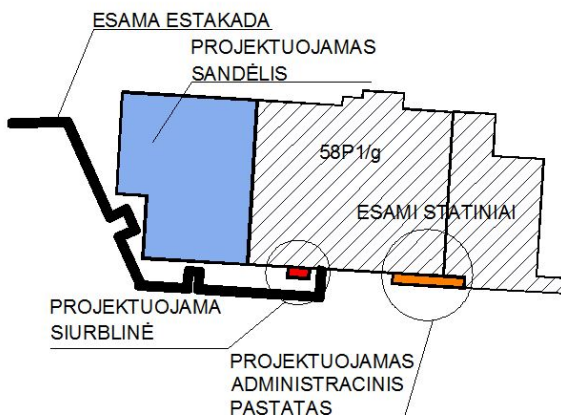 ESAMA ESTAKADA
PROJEKTUOJAMAS
SANDĖLIS
58P1/g
ESAMI STATINIAI
PROJEKTUOJAMA
SIURBLINĖ
PROJEKTUOJAMAS
ADMINISTRACINIS
PASTATAS